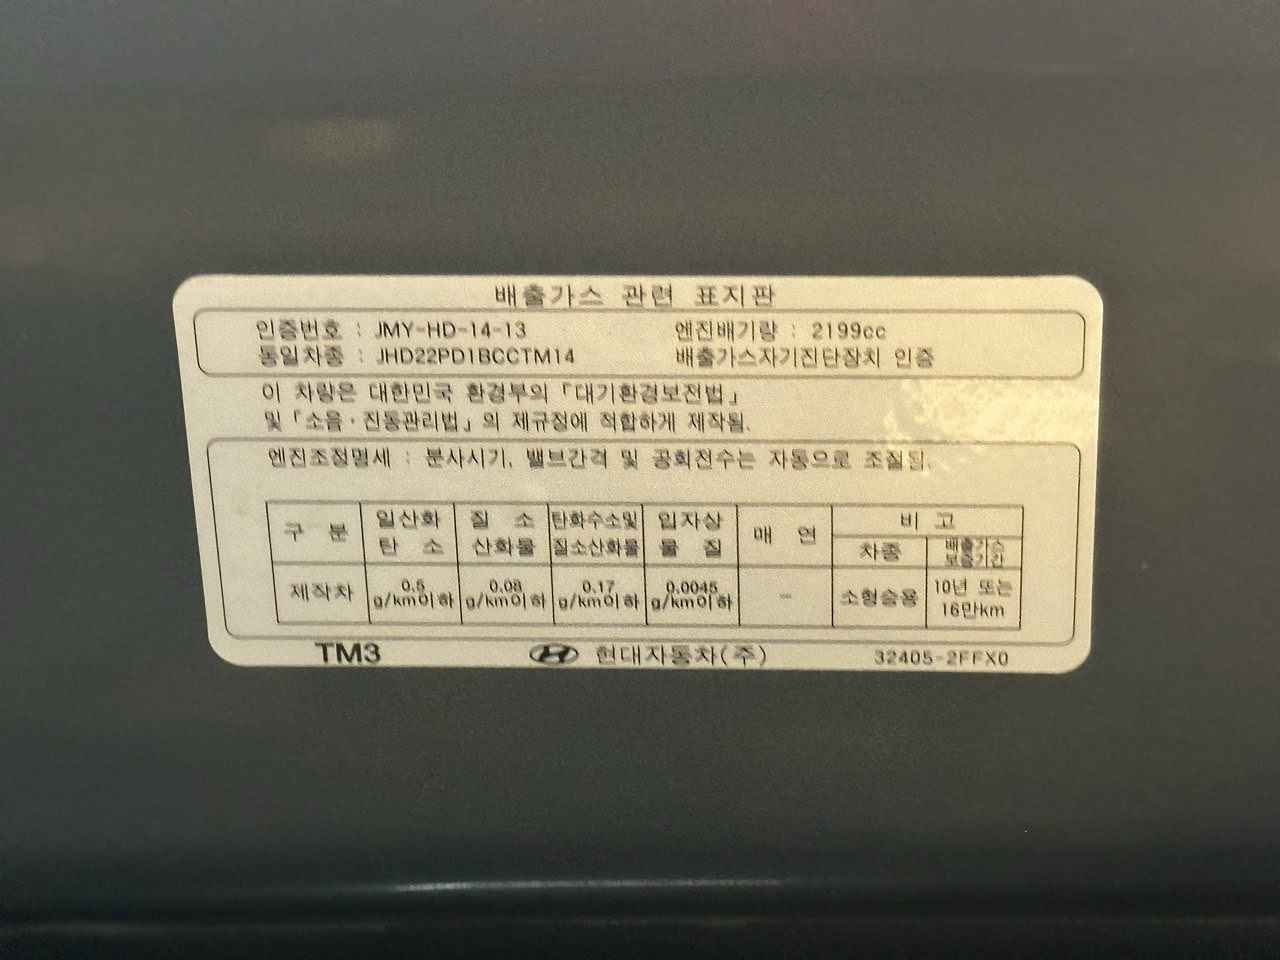 배출가스 관련 표지판
인증번호 : JMY-HD-14-13 엔진배기량 : 2199cc
동일차종 : JHD22PD1BCCTM14 배출가스자기진단장치 인증
이 차량은 대한민국 환경부의 「대기환경보전법」
및 「소음·진동관리법」의 제규정에 적합하게 제작됨.
엔진조정명세 : 분사시기, 밸브간격 및 공회전수는 자동으로 조절됨.
구 분 일산화 탄 소 질 소 산화물 탄화수소및 질소산화물 입자상 물 질 매 연 비 고
차종 배출가스 보증기간
제작차 0.5 g/km이하 0.08 g/km이하 0.17 g/km이하 0.0045 g/km이하 - 소형승용 10년 또는 16만km
TM3 현대자동차(주) 32405-2FFX0